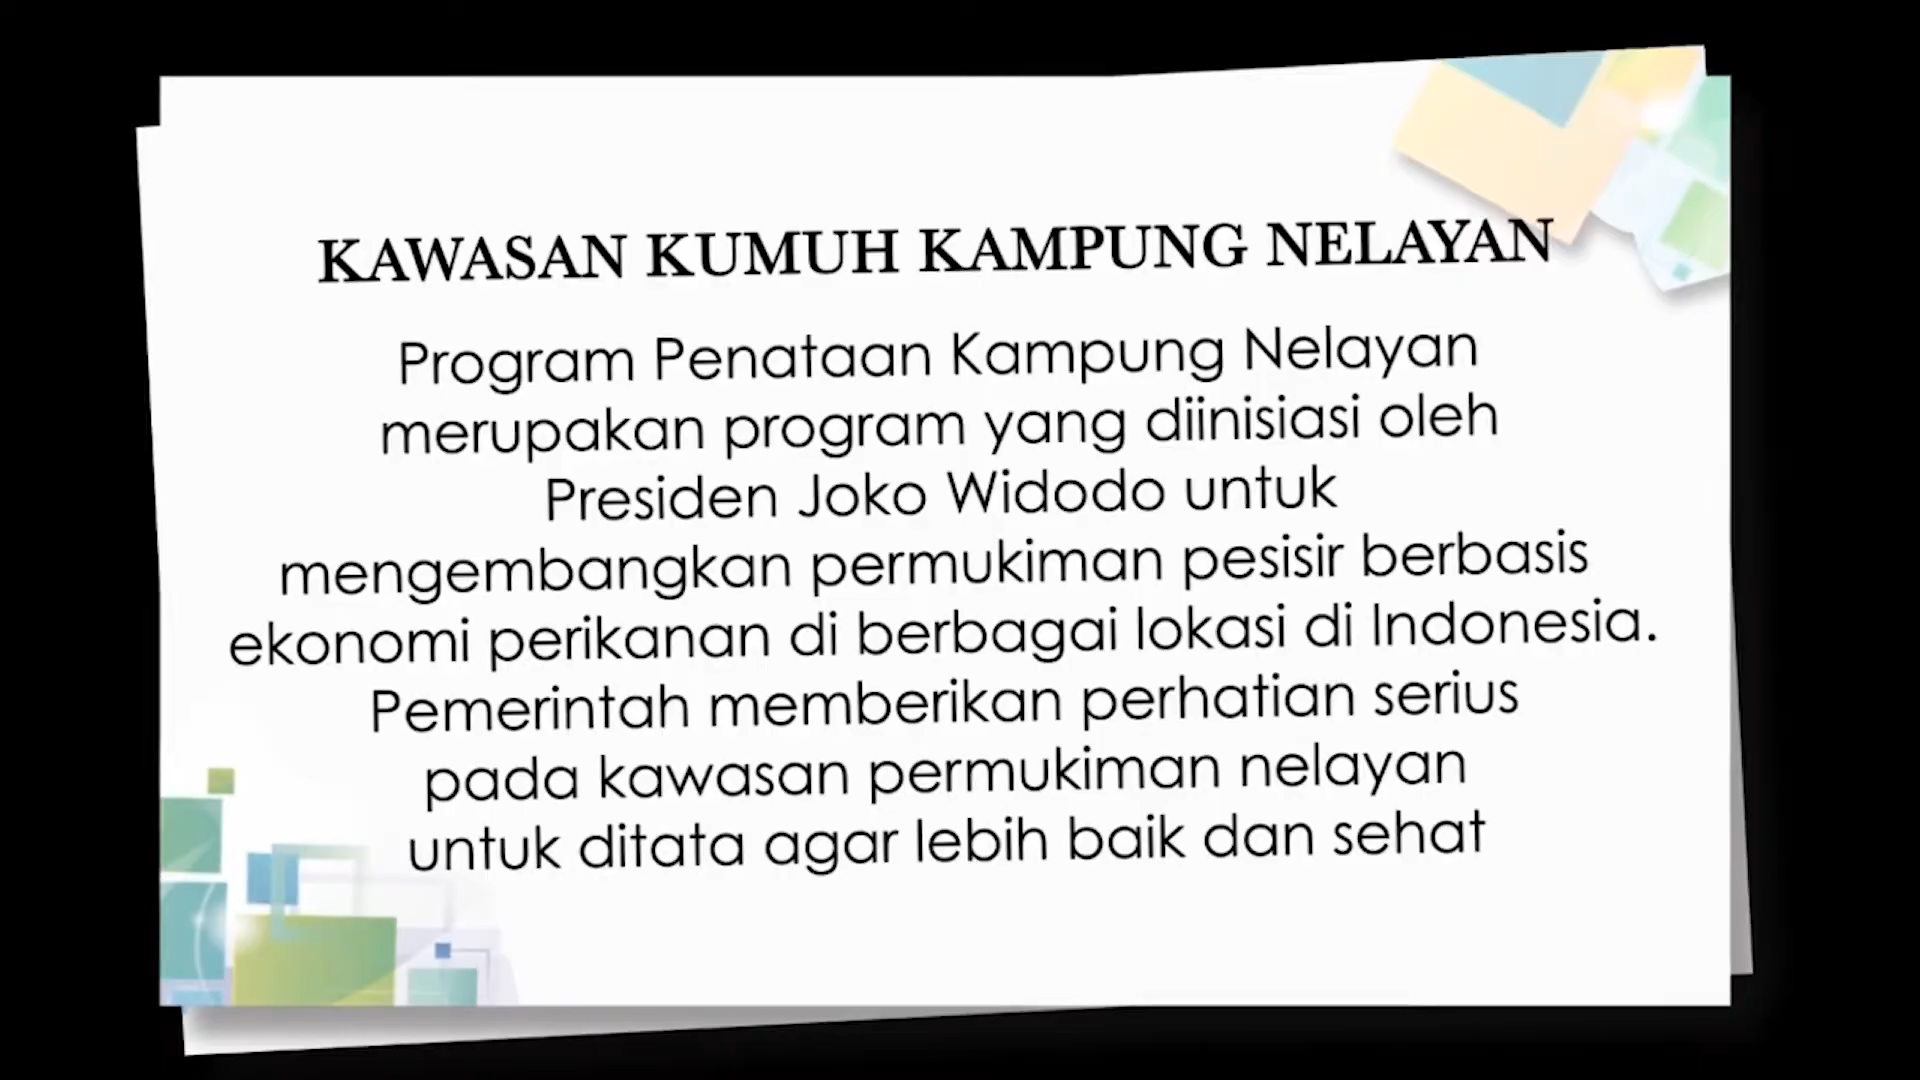 KAWASAN KUMUH KAMPUNG NELAYAN
Program Penataan Kampung Nelayan
merupakan program yang diinisiasi oleh
Presiden Joko Widodo untuk
mengembangkan permukiman pesisir berbasis
ekonomi perikanan di berbagai lokasi di Indonesia.
Pemerintah memberikan perhatian serius
pada kawasan permukiman nelayan
untuk ditata agar lebih baik dan sehat